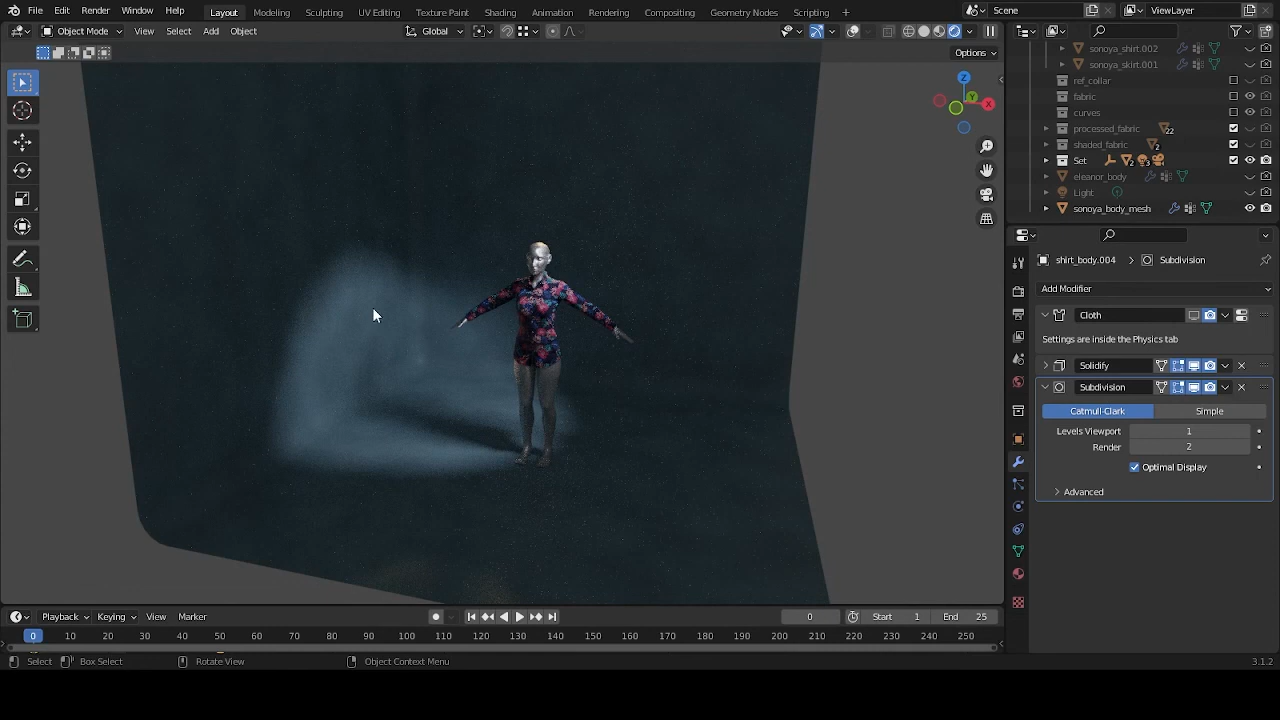 File Edit Render Window Help Layout Modeling Sculpting UV Editing Texture Paint Shading Animation Rendering Compositing Geometry Nodes Scripting + Scene ViewLayer
Object Mode View Select Add Object Global
Options
Z
Y
X
sonoya_shirt.002
sonoya_skirt.001
ref_collar
fabric
curves
processed_fabric 22
shaded_fabric 2
Set 2 3
eleanor_body
Light
sonoya_body_mesh
shirt_body.004 > Subdivision
Add Modifier
Cloth
Settings are inside the Physics tab
Solidify
Subdivision
Catmull-Clark Simple
Levels Viewport 1
Render 2
Optimal Display
Advanced
Playback Keying View Marker 0 Start 1 End 25
0 10 20 30 40 50 60 70 80 90 100 110 120 130 140 150 160 170 180 190 200 210 220 230 240 250
Select Box Select Rotate View Object Context Menu 3.1.2